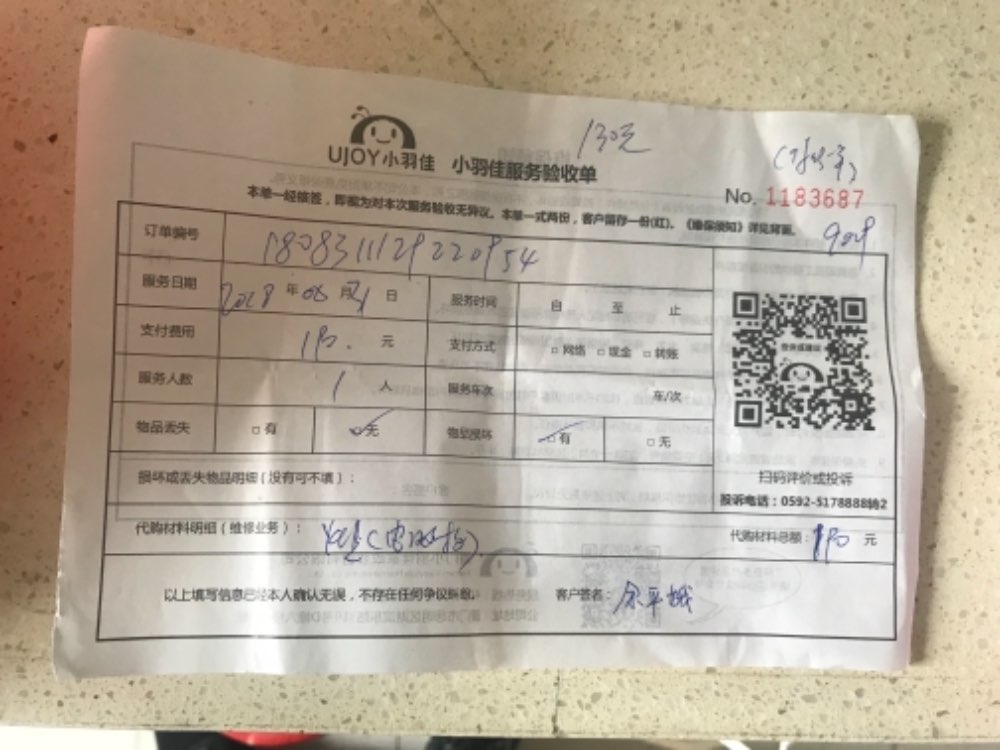 130元
UJOY小羽佳 小羽佳服务验收单
No. 1183687
本单一经核签，即视为对本次服务验收无异议。本单一式两份，客户留存一份(红)。《维保须知》详见背面。
订单编号
服务日期 2018 年 08 月 31 日 服务时间 自 至 止
支付费用 元 支付方式 □网络 □现金 □转账
服务人数 1 人 服务车次 车/次
物品丢失 □有 □无 物品损坏 □有 □无
扫码评价或投诉
损坏或丢失物品明细（没有可不填）：
投诉电话：0592-5178888转2
代购材料明细（维修业务）： 代购材料总额： 元
以上填写信息已经本人确认无误，不存在任何争议纠纷。 客户签名：